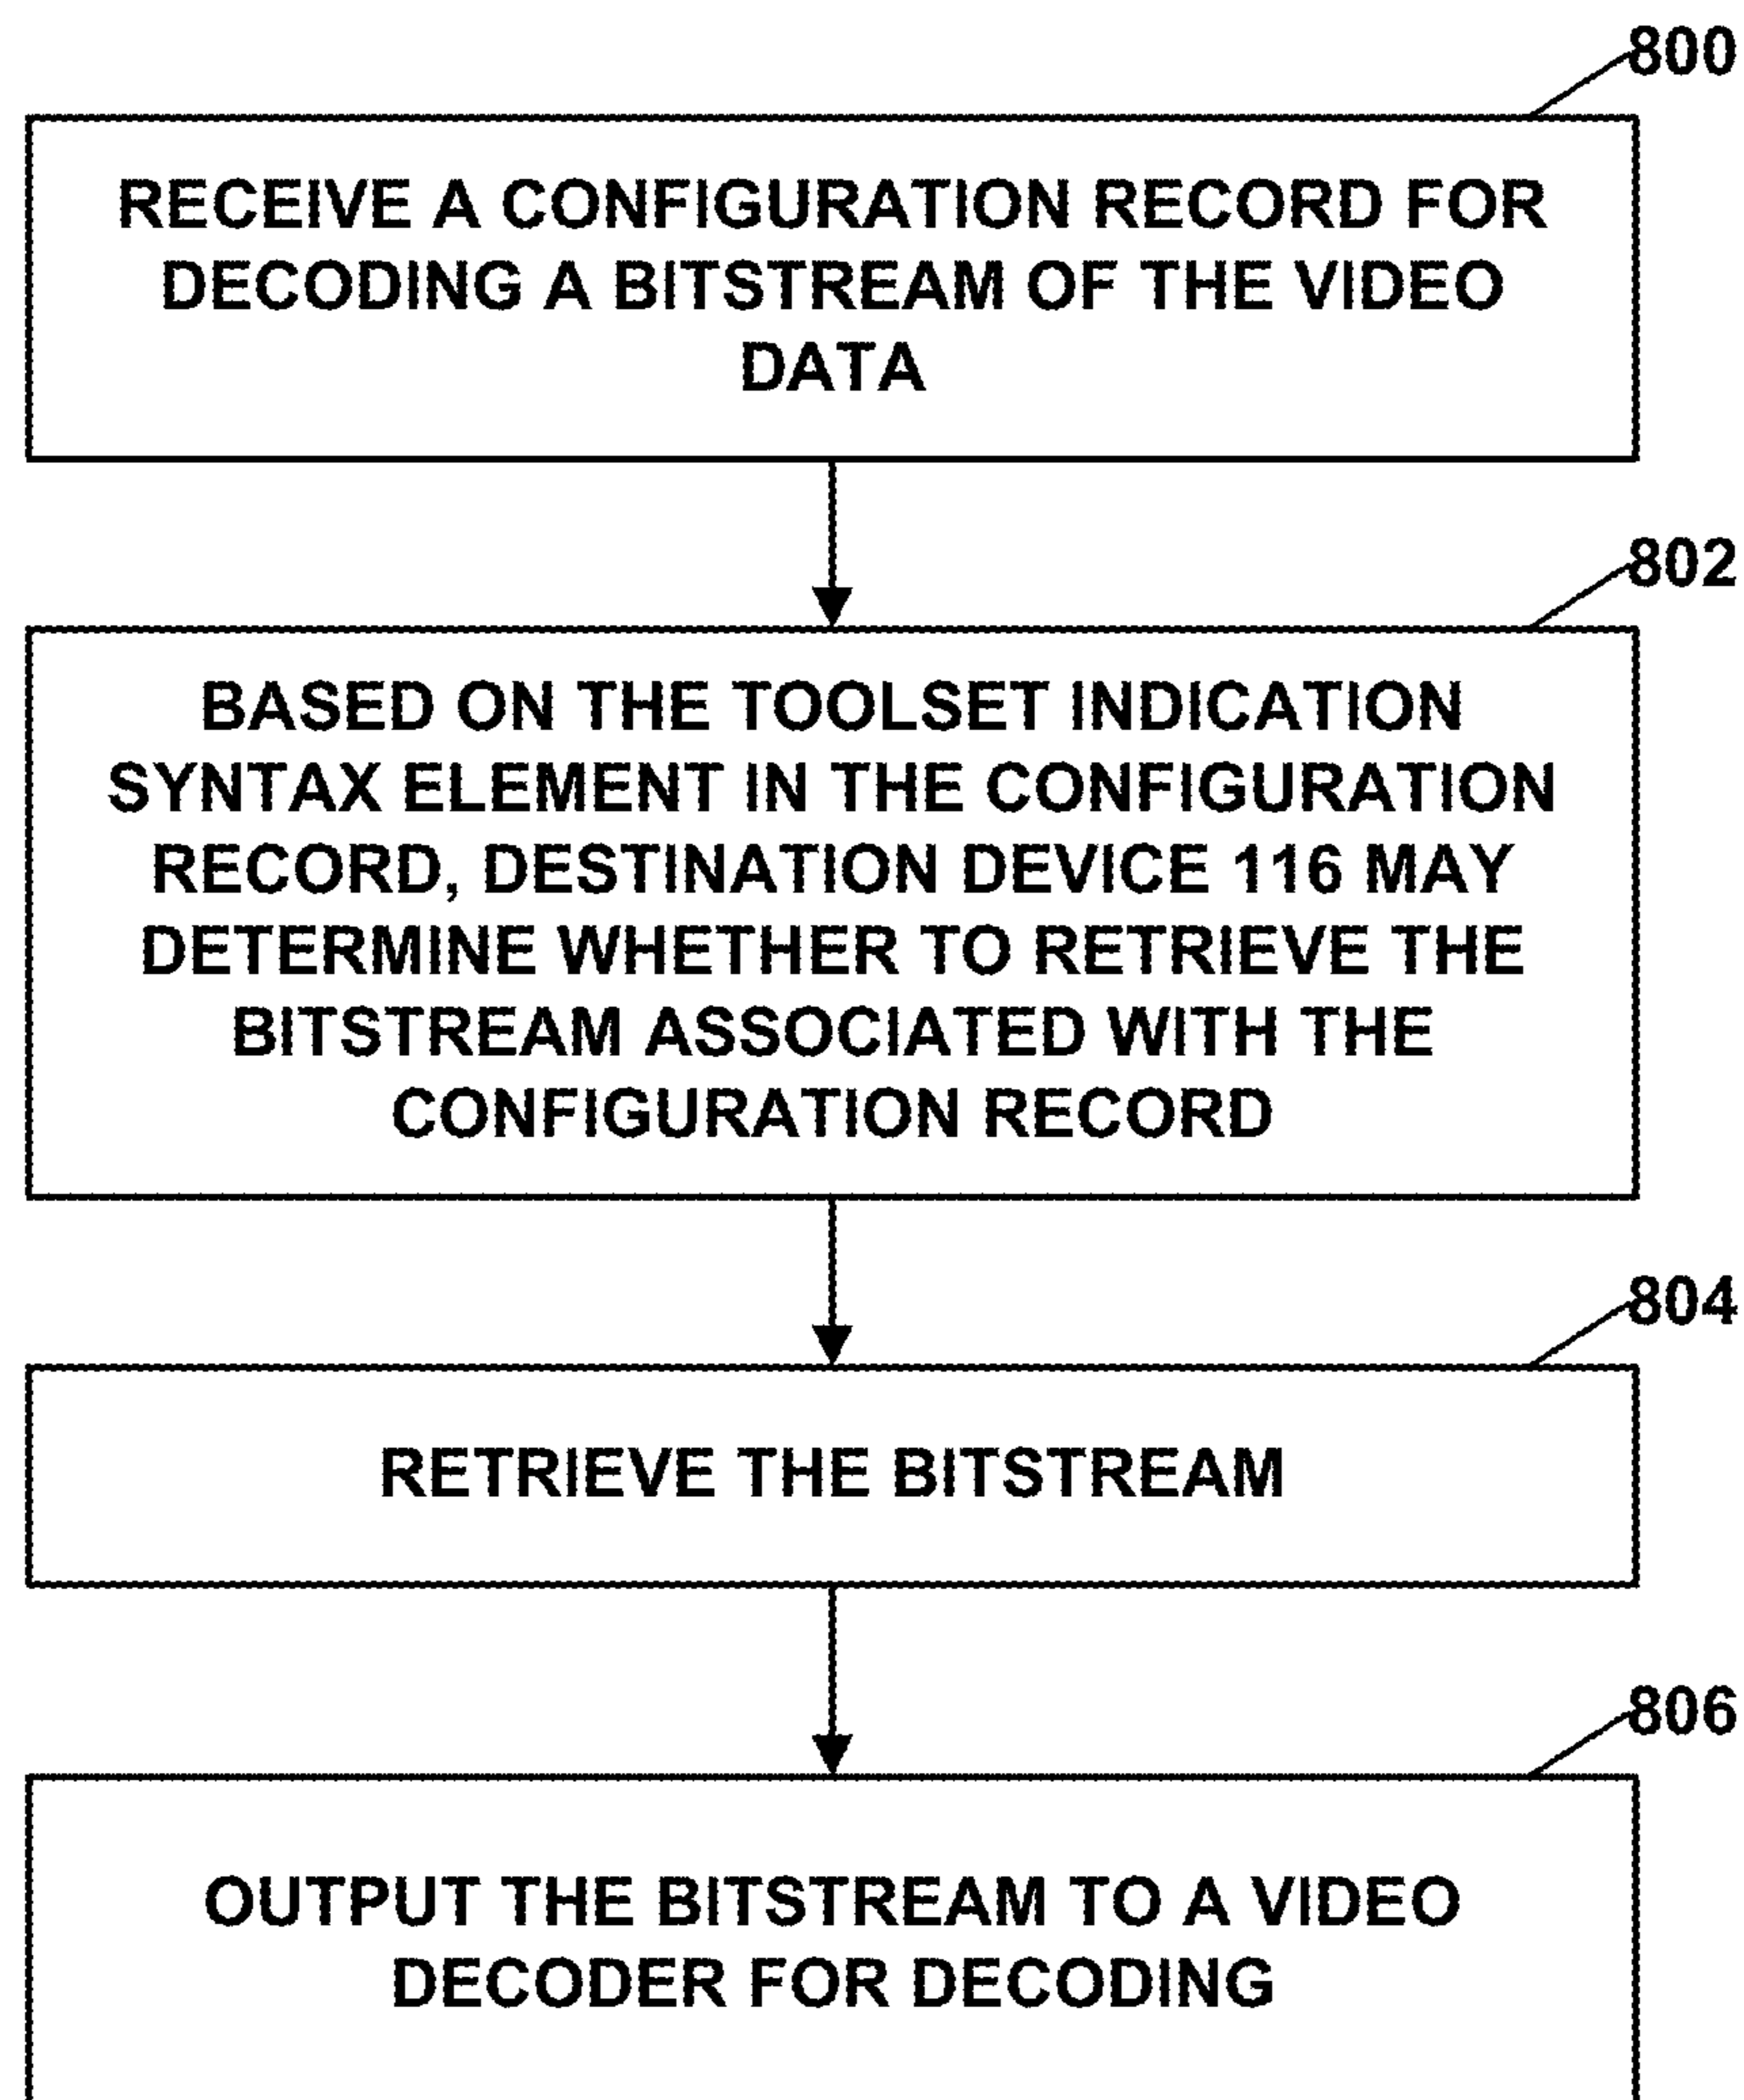 800
RECEIVE A CONFIGURATION RECORD FOR
DECODING A BITSTREAM OF THE VIDEO
DATA
802
BASED ON THE TOOLSET INDICATION
SYNTAX ELEMENT IN THE CONFIGURATION
RECORD, DESTINATION DEVICE 116 MAY
DETERMINE WHETHER TO RETRIEVE THE
BITSTREAM ASSOCIATED WITH THE
CONFIGURATION RECORD
804
RETRIEVE THE BITSTREAM
806
OUTPUT THE BITSTREAM TO A VIDEO
DECODER FOR DECODING